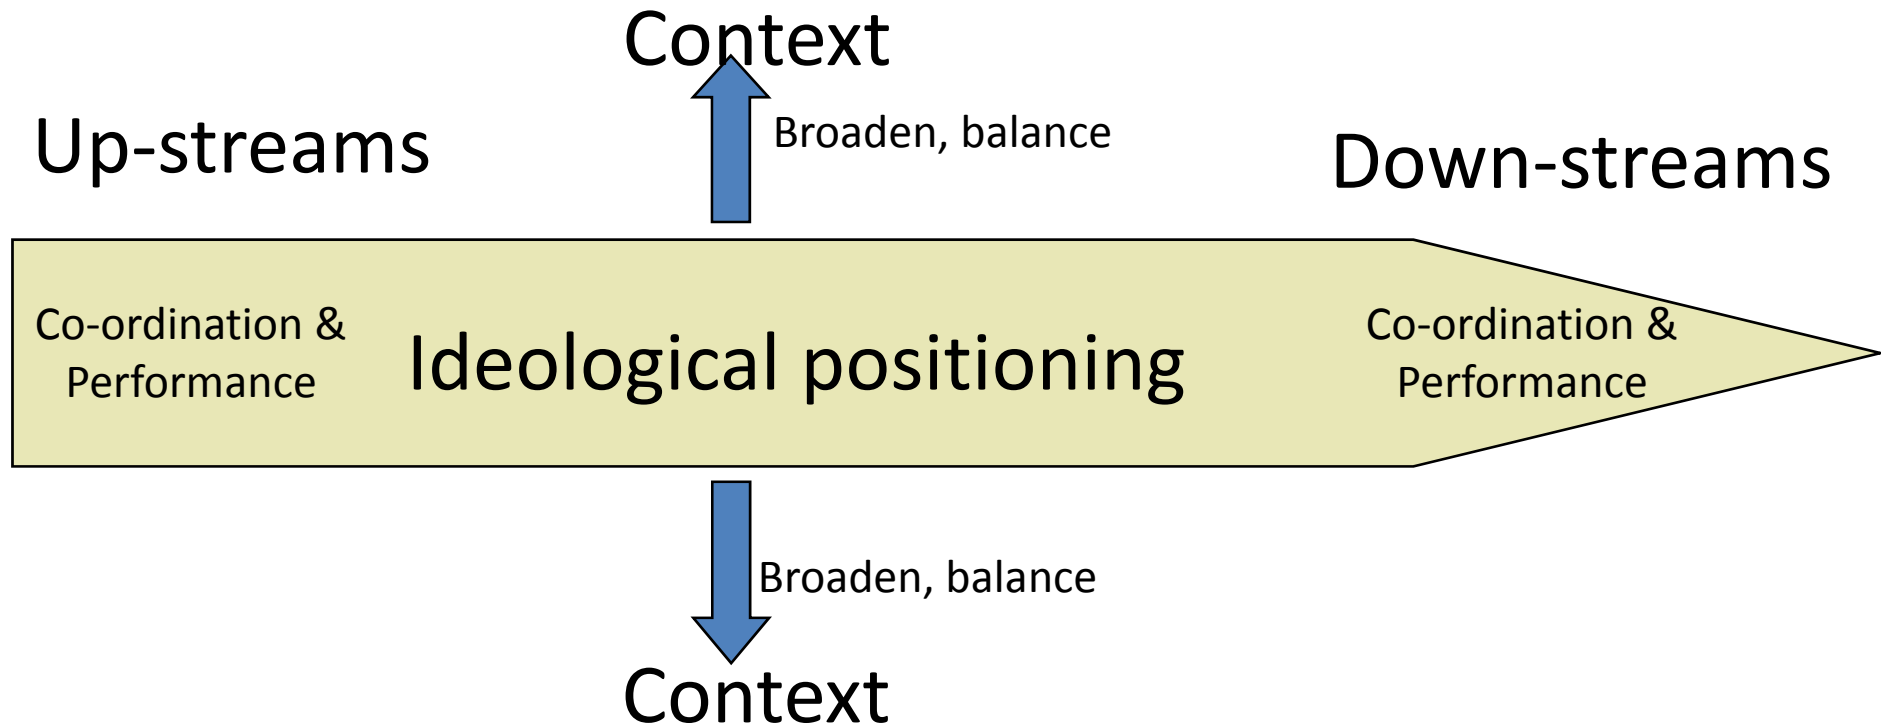 Context
Broaden, balance
Up-streams
Down-streams
Co-ordination &
Performance
Ideological positioning
Co-ordination &
Performance
Broaden, balance
Context